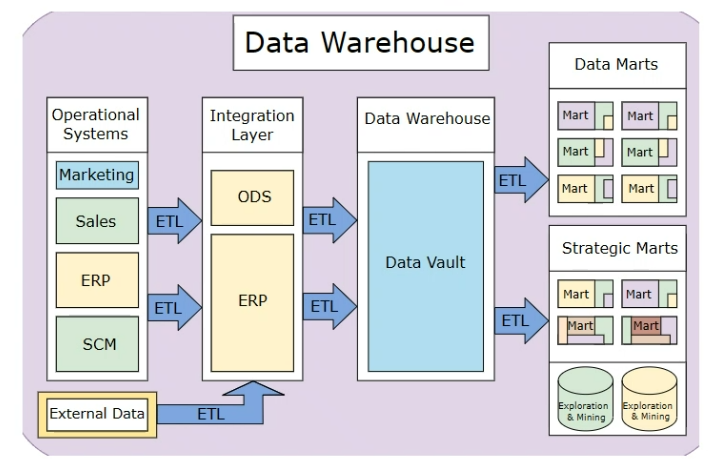 Data Warehouse
Operational
Systems
Marketing
Sales
ERP
SCM
External Data
ETL
ETL
ETL
Integration
Layer
ODS
ERP
ETL
ETL
Data Warehouse
Data Vault
ETL
ETL
Data Marts
Mart Mart
Mart Mart
Mart Mart
Strategic Marts
Mart Mart
Mart Mart
Exploration Exploration
& Mining & Mining